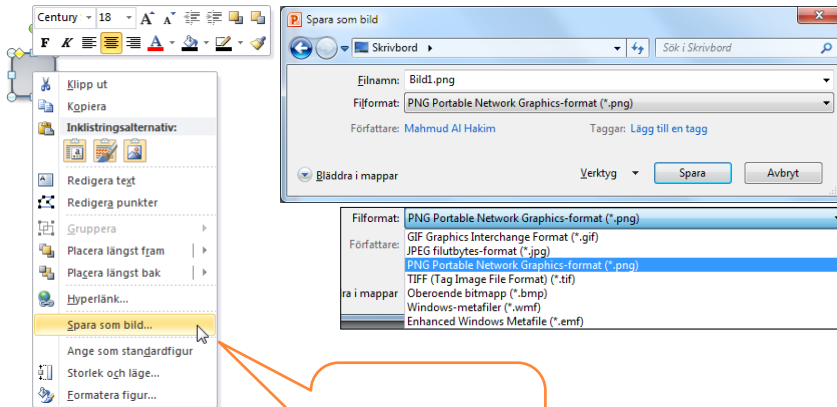 Century 18 A A
F K A
Klipp ut
Kopiera
Inklistringsalternativ:
a
Redigera text
Redigera punkter
Gruppera
Placera längst fram
Placera längst bak
Hyperlänk...
Spara som bild...
Ange som standardfigur
Storlek och läge...
Formatera figur...
Spara som bild
Skrivbord
Sök i Skrivbord
Filnamn: Bild1.png
Filformat: PNG Portable Network Graphics-format (*.png)
Författare: Mahmud Al Hakim Taggar: Lägg till en tagg
Bläddra i mappar Verktyg Spara Avbryt
Filformat: PNG Portable Network Graphics-format (*.png)
Författare:
GIF Graphics Interchange Format (*.gif)
JPEG filutbytes-format (*.jpg)
PNG Portable Network Graphics-format (*.png)
TIFF (Tag Image File Format) (*.tif)
ra i mappar Oberoende bitmapp (*.bmp)
Windows-metafiler (*.wmf)
Enhanced Windows Metafile (*.emf)